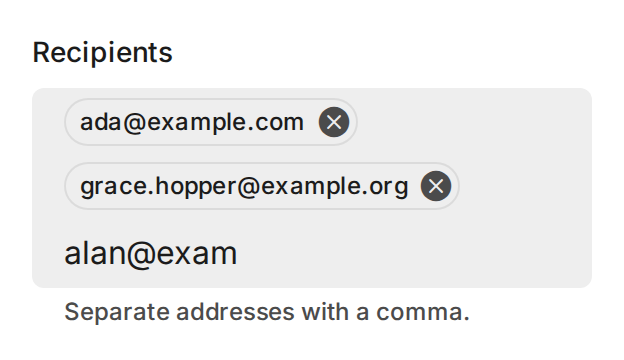 Recipients
ada@example.com
grace.hopper@example.org
alan@exam
Separate addresses with a comma.